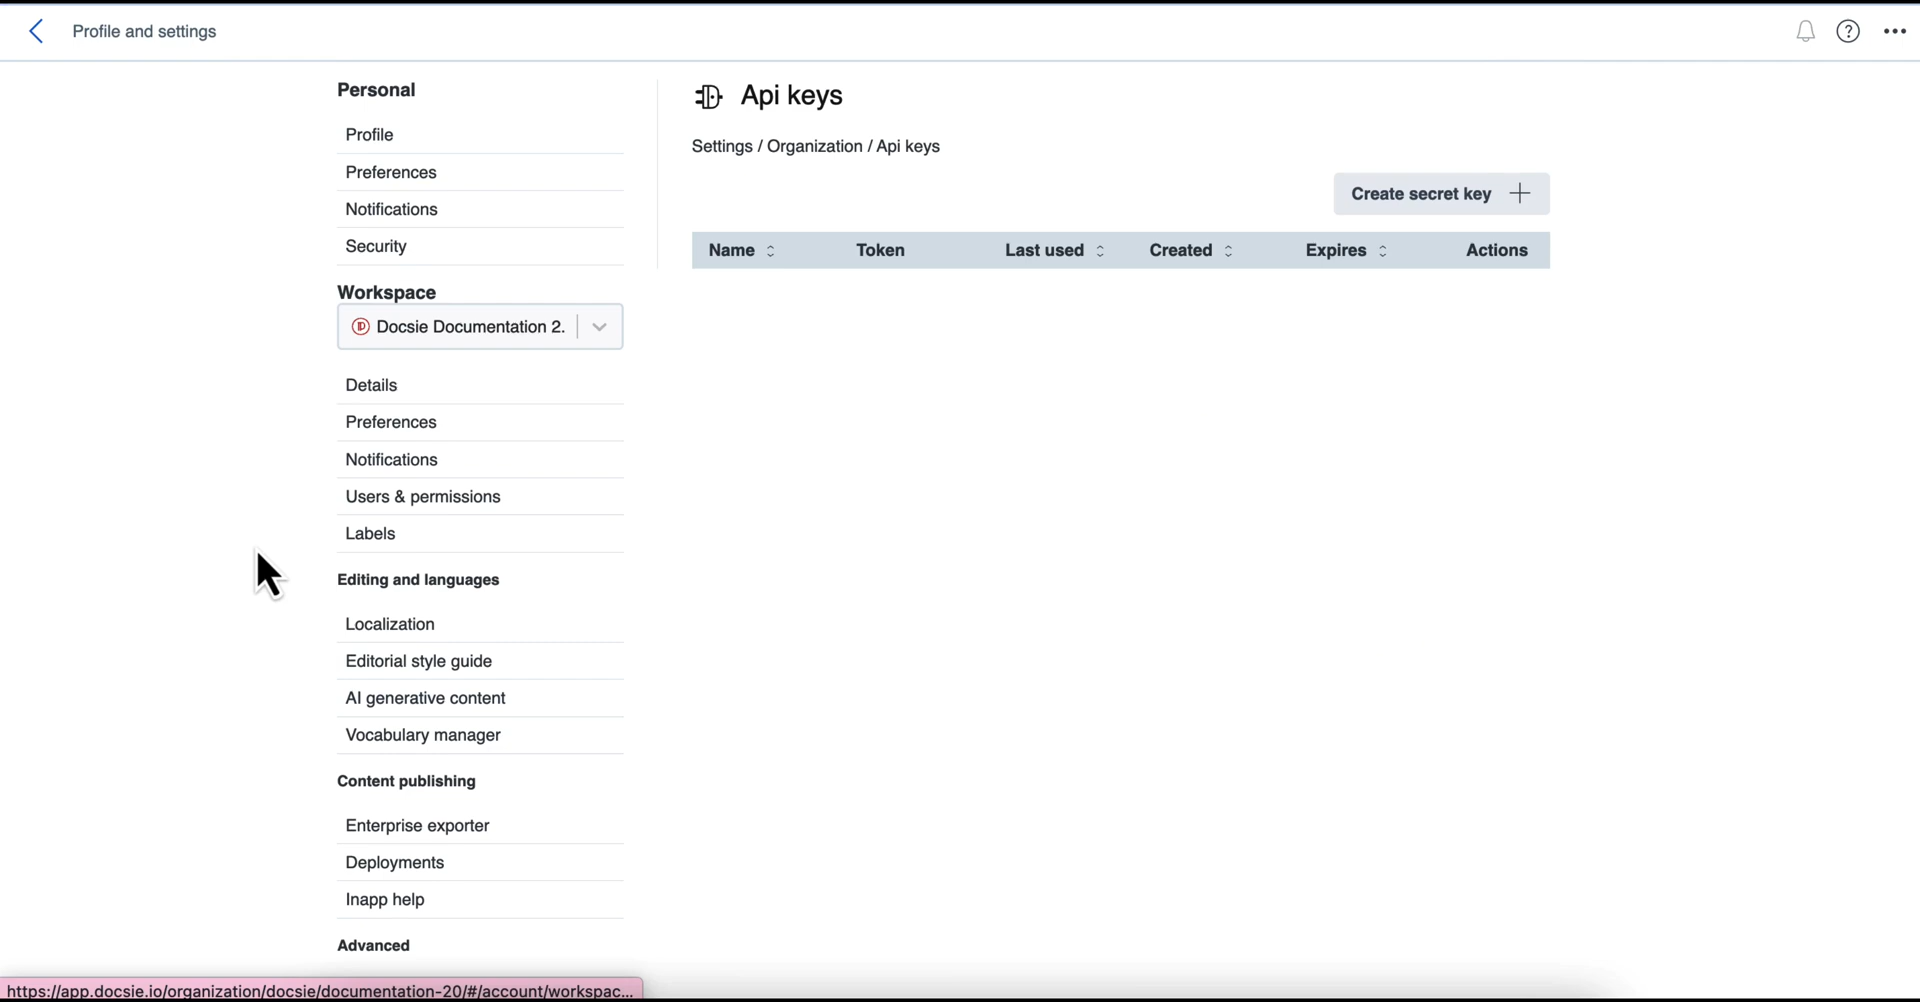 Profile and settings
Personal
Profile
Preferences
Notifications
Security
Workspace
Docsie Documentation 2.
Details
Preferences
Notifications
Users & permissions
Labels
Editing and languages
Localization
Editorial style guide
AI generative content
Vocabulary manager
Content publishing
Enterprise exporter
Deployments
Inapp help
Advanced
Api keys
Settings / Organization / Api keys
Create secret key
Name Token Last used Created Expires Actions
https://app.docsie.io/organization/docsie/documentation-20/#/account/workspac...